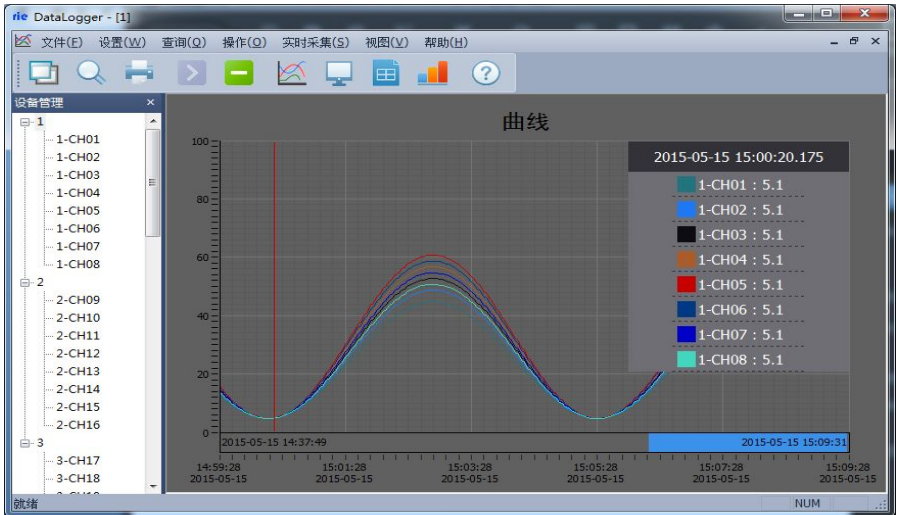 rie DataLogger - [1]
文件(F) 设置(W) 查询(Q) 操作(O) 实时采集(S) 视图(V) 帮助(H)
设备管理
1
1-CH01
1-CH02
1-CH03
1-CH04
1-CH05
1-CH06
1-CH07
1-CH08
2
2-CH09
2-CH10
2-CH11
2-CH12
2-CH13
2-CH14
2-CH15
2-CH16
3
3-CH17
3-CH18
曲线
100
80
60
40
20
0
2015-05-15 15:00:20.175
1-CH01：5.1
1-CH02：5.1
1-CH03：5.1
1-CH04：5.1
1-CH05：5.1
1-CH06：5.1
1-CH07：5.1
1-CH08：5.1
2015-05-15 14:37:49 2015-05-15 15:09:31
14:59:28 15:01:28 15:03:28 15:05:28 15:07:28 15:09:28
2015-05-15 2015-05-15 2015-05-15 2015-05-15 2015-05-15 2015-05-15
就绪 NUM